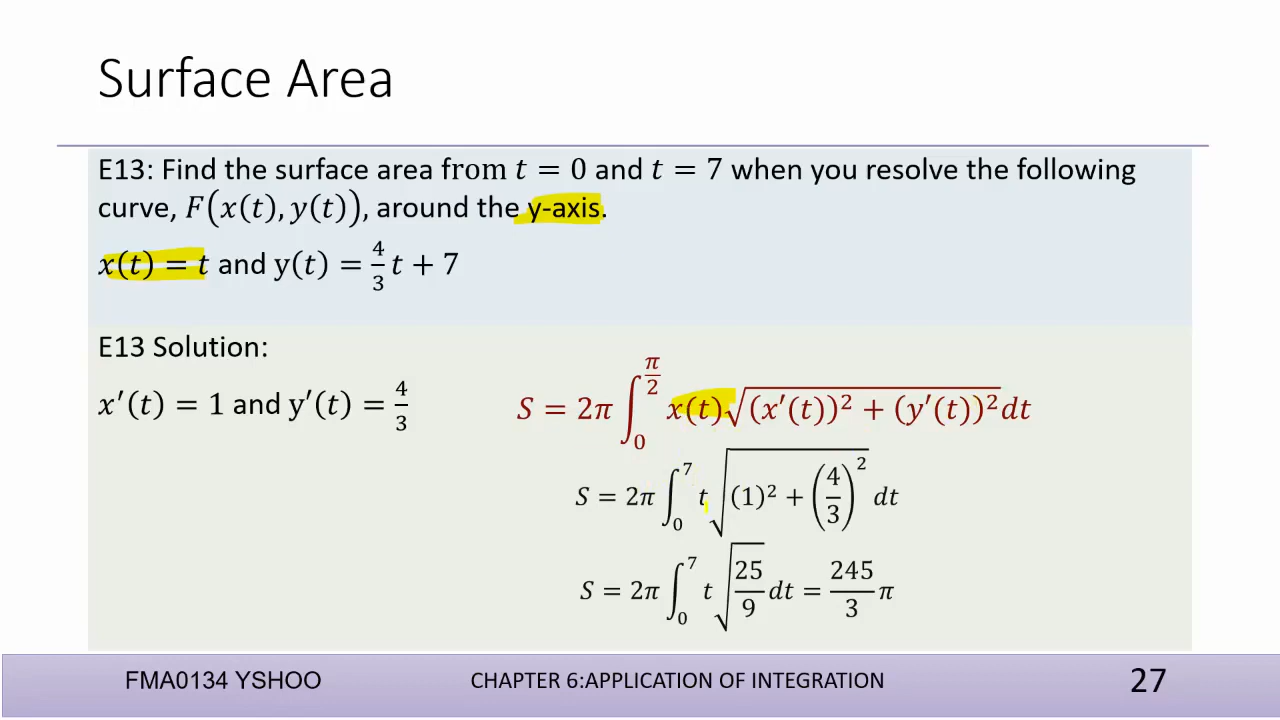 Surface Area
E13: Find the surface area from t = 0 and t = 7 when you resolve the following
curve, F(x(t), y(t)), around the y-axis.
x(t) = t and y(t) = 4/3 t + 7
E13 Solution:
x′(t) = 1 and y′(t) = 4/3
S = 2π ∫₀^(π/2) x(t)√((x′(t))² + (y′(t))²) dt
S = 2π ∫₀⁷ t√((1)² + (4/3)²) dt
S = 2π ∫₀⁷ t√(25/9) dt = 245/3 π
FMA0134 YSHOO
CHAPTER 6:APPLICATION OF INTEGRATION
27